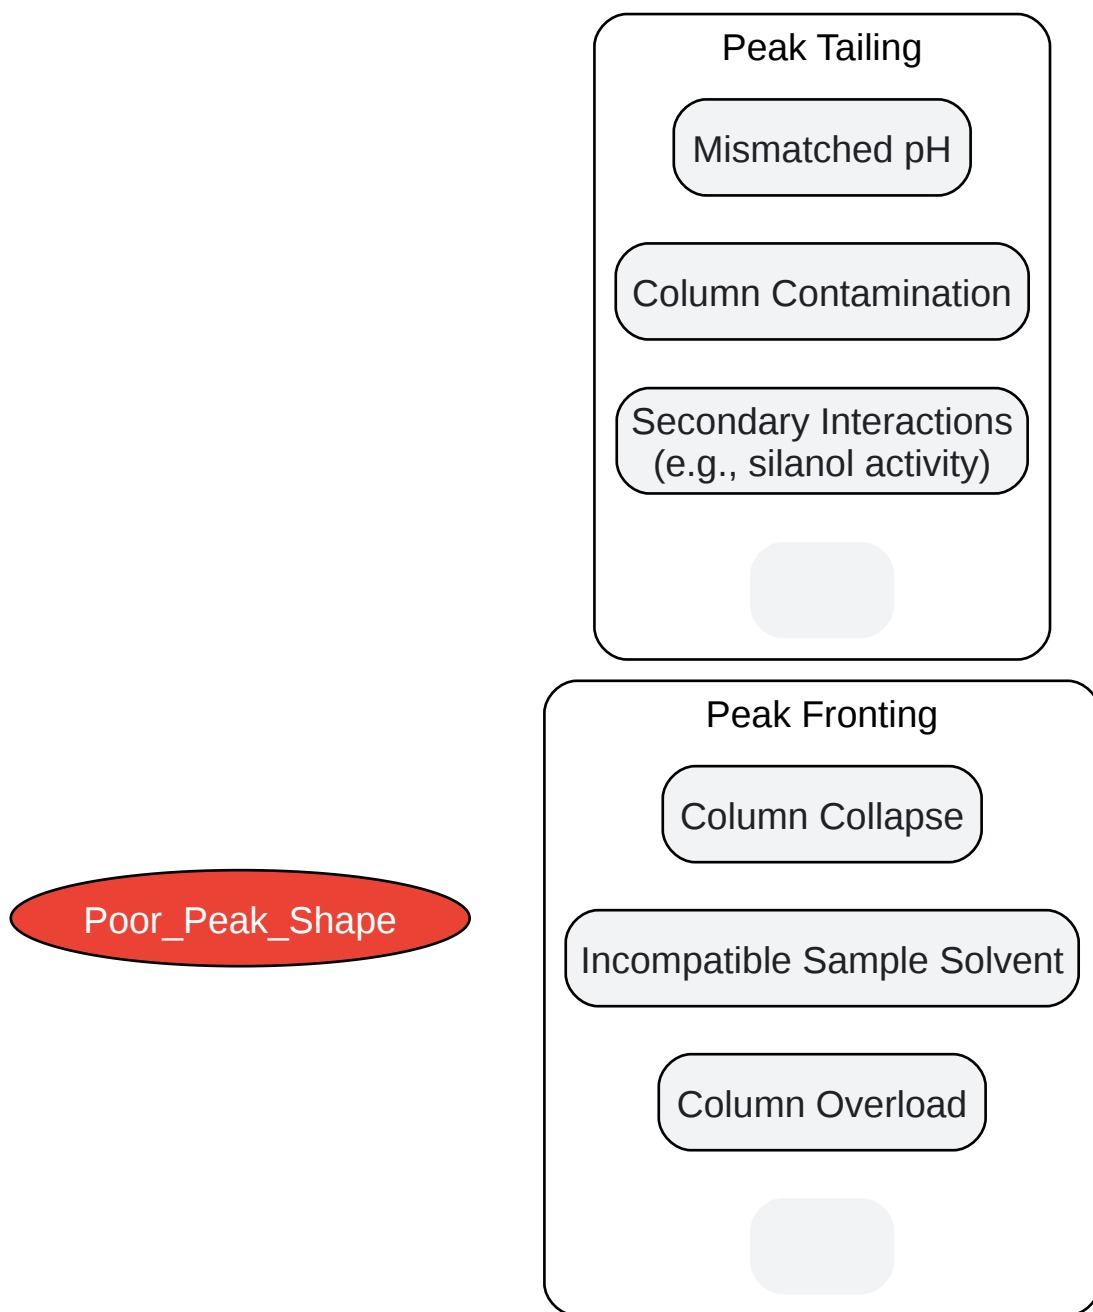 Peak Tailing
Mismatched pH
Column Contamination
Secondary Interactions
(e.g., silanol activity)
Peak Fronting
Column Collapse
Poor_Peak_Shape
Incompatible Sample Solvent
Column Overload